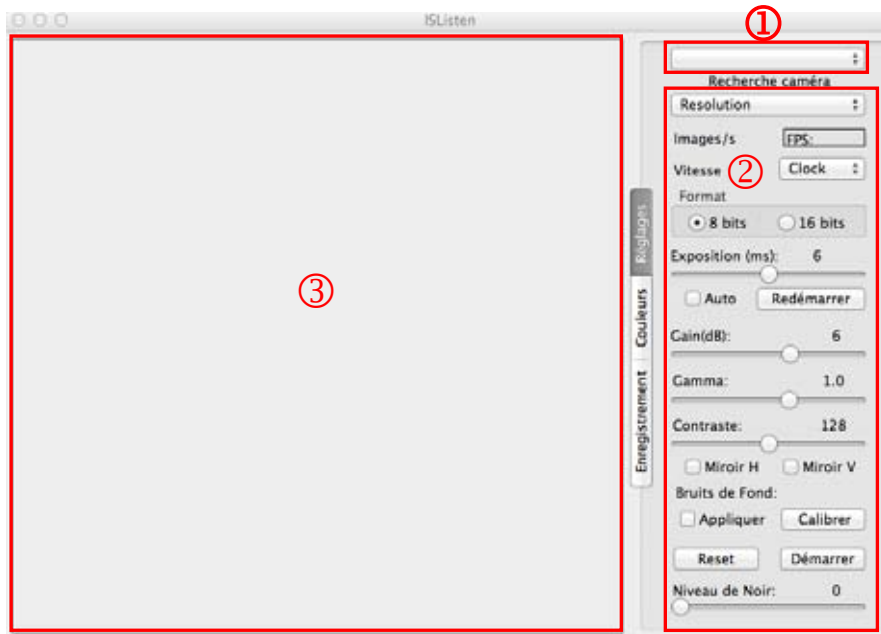 ISListen
①
Recherche caméra
Resolution
Images/s FPS:
Vitesse ② Clock
Format
8 bits 16 bits
Exposition (ms): 6
Auto Redémarrer
Gain(dB): 6
Gamma: 1.0
Contraste: 128
Miroir H Miroir V
Bruits de Fond:
Appliquer Calibrer
Reset Démarrer
Niveau de Noir: 0
Réglages
Couleurs
Enregistrement
③